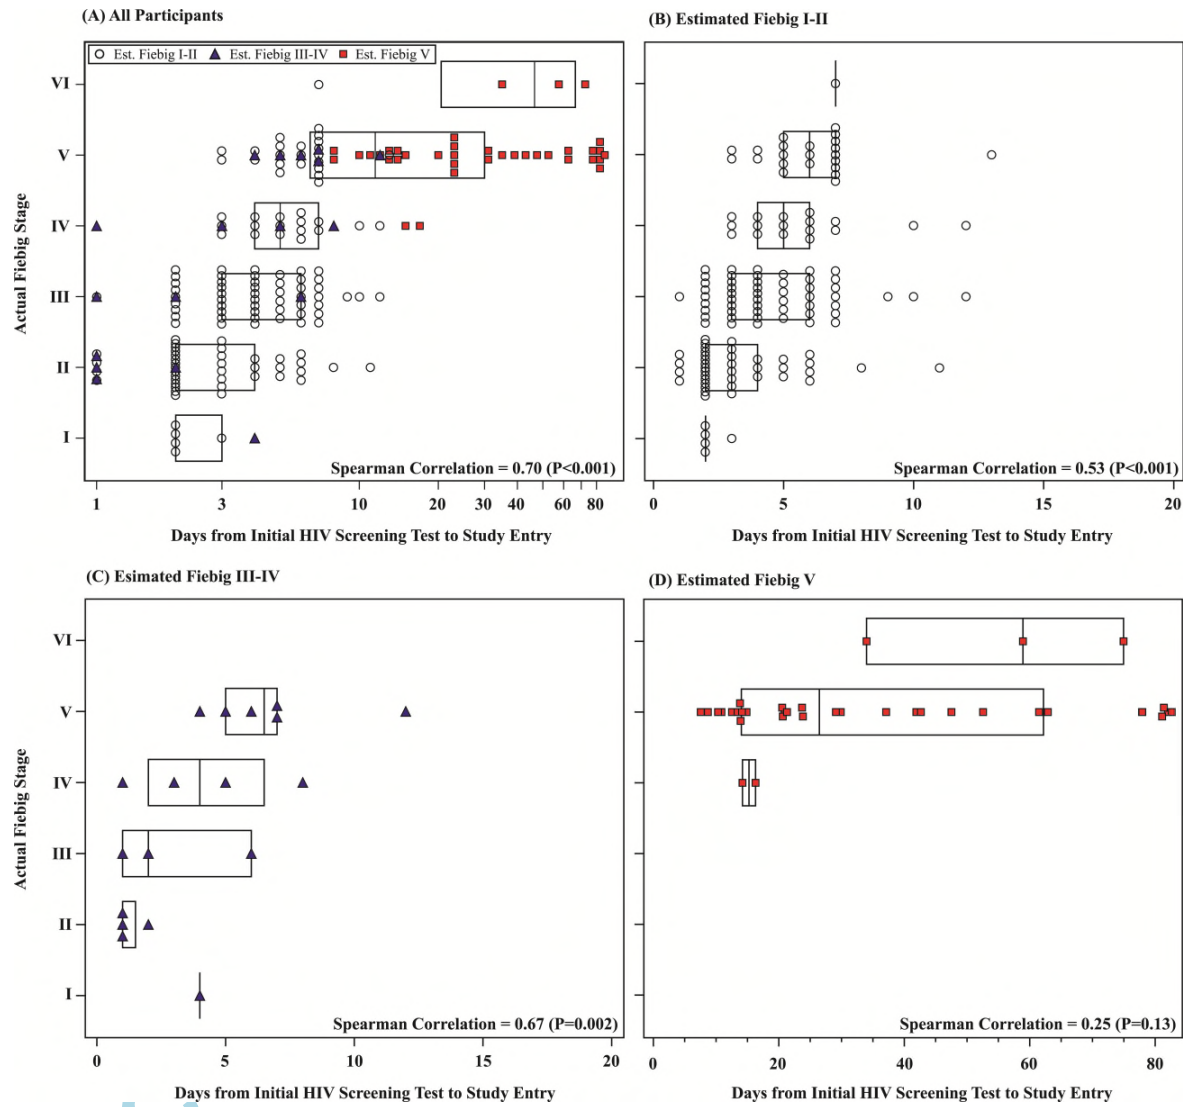 (A) All Participants
Est. Fiebig I-II Est. Fiebig III-IV Est. Fiebig V
VI
V
IV
III
II
I
Actual Fiebig Stage
Spearman Correlation = 0.70 (P<0.001)
1 3 10 20 30 40 60 80
Days from Initial HIV Screening Test to Study Entry
(B) Estimated Fiebig I-II
Spearman Correlation = 0.53 (P<0.001)
0 5 10 15 20
Days from Initial HIV Screening Test to Study Entry
(C) Esimated Fiebig III-IV
VI
V
IV
III
II
I
Actual Fiebig Stage
Spearman Correlation = 0.67 (P=0.002)
0 5 10 15 20
Days from Initial HIV Screening Test to Study Entry
(D) Estimated Fiebig V
Spearman Correlation = 0.25 (P=0.13)
0 20 40 60 80
Days from Initial HIV Screening Test to Study Entry